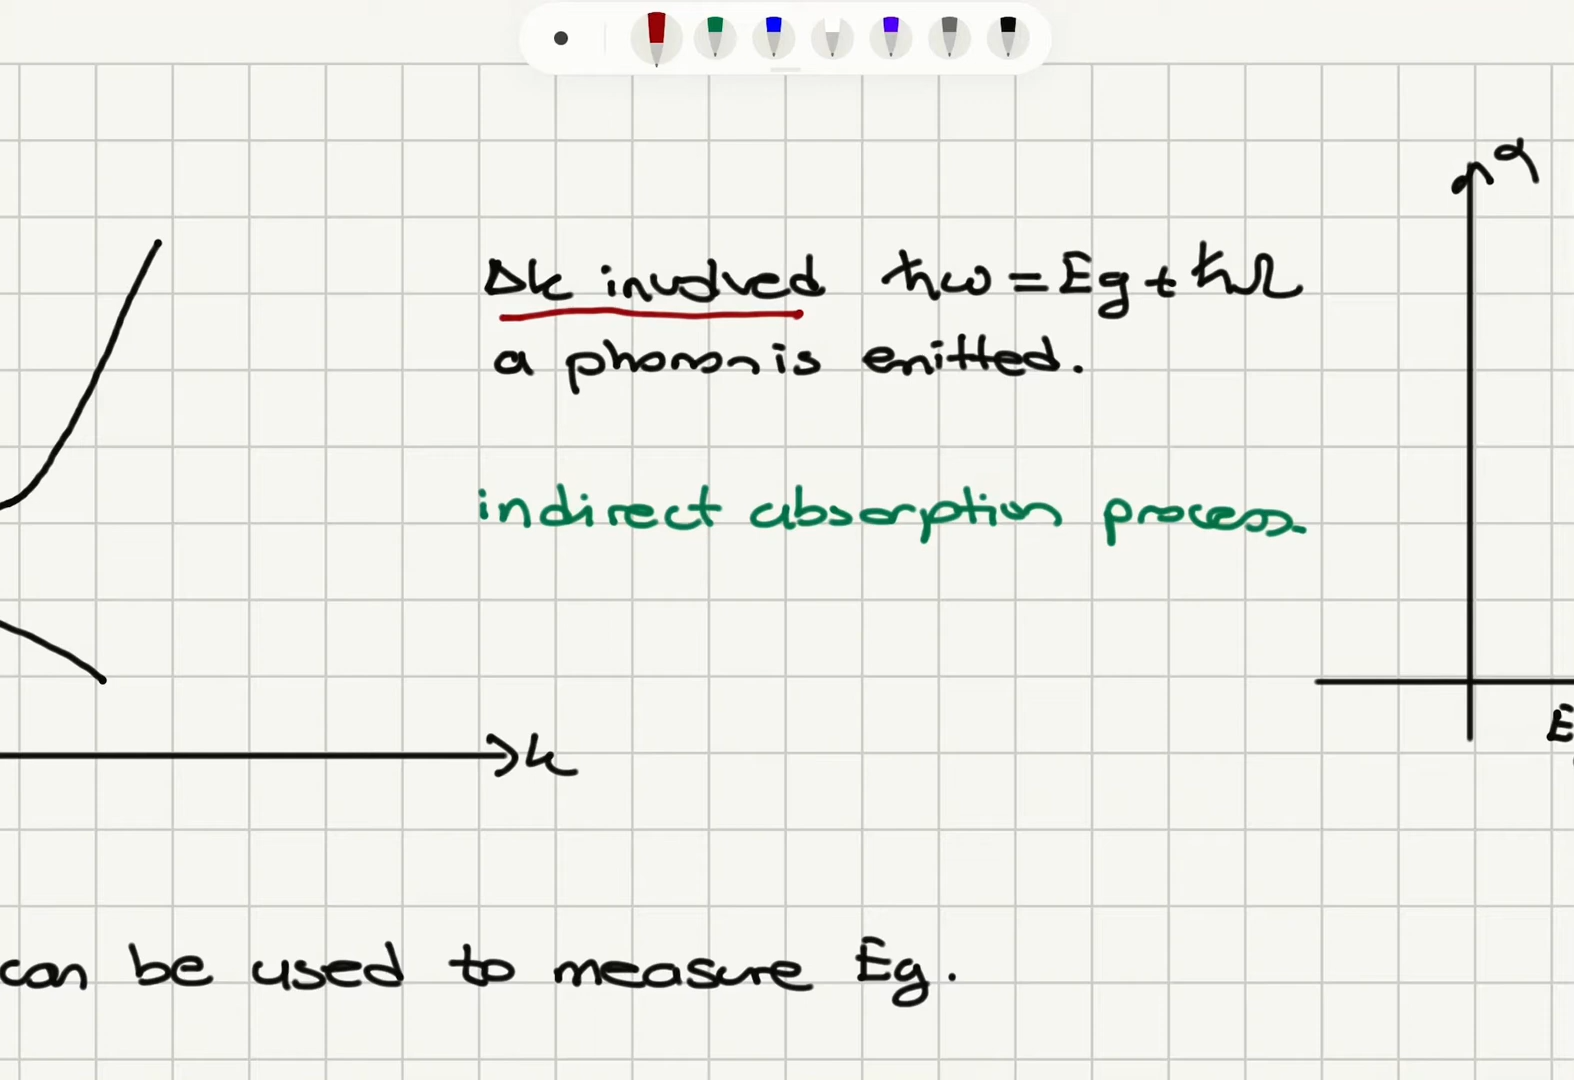 α
Δk involved ħω = Eg + ħΩ
a phonon is emitted.
indirect absorption process.
E
k
can be used to measure Eg.